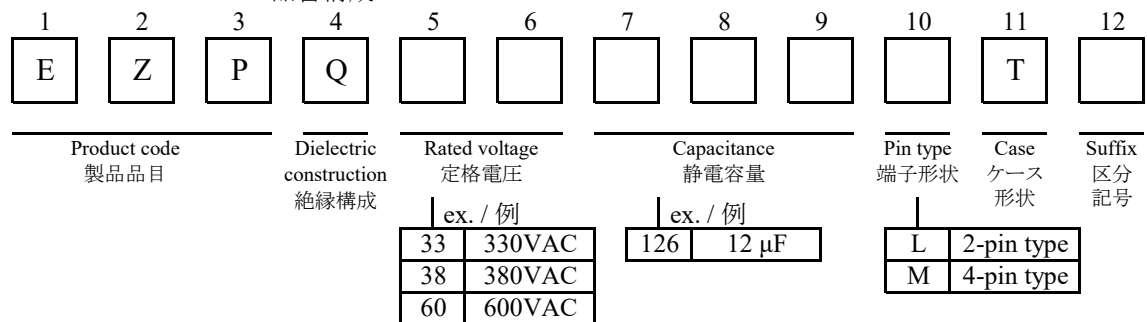 1 2 3 4 5 6 7 8 9 10 11 12
E Z P Q T
Product code Dielectric Rated voltage Capacitance Pin type Case Suffix
製品品目 construction 定格電圧 静電容量 端子形状 ケース 区分
絶縁構成 形状 記号
ex. / 例 ex. / 例
33 330VAC 126 12 μF L 2-pin type
38 380VAC M 4-pin type
60 600VAC